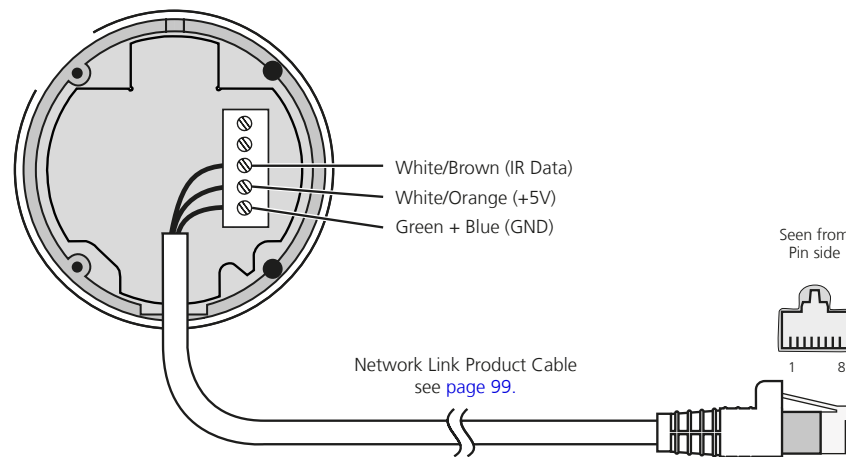 White/Brown (IR Data)
White/Orange (+5V)
Green + Blue (GND)
Seen from
Pin side
1 8
Network Link Product Cable
see page 99.